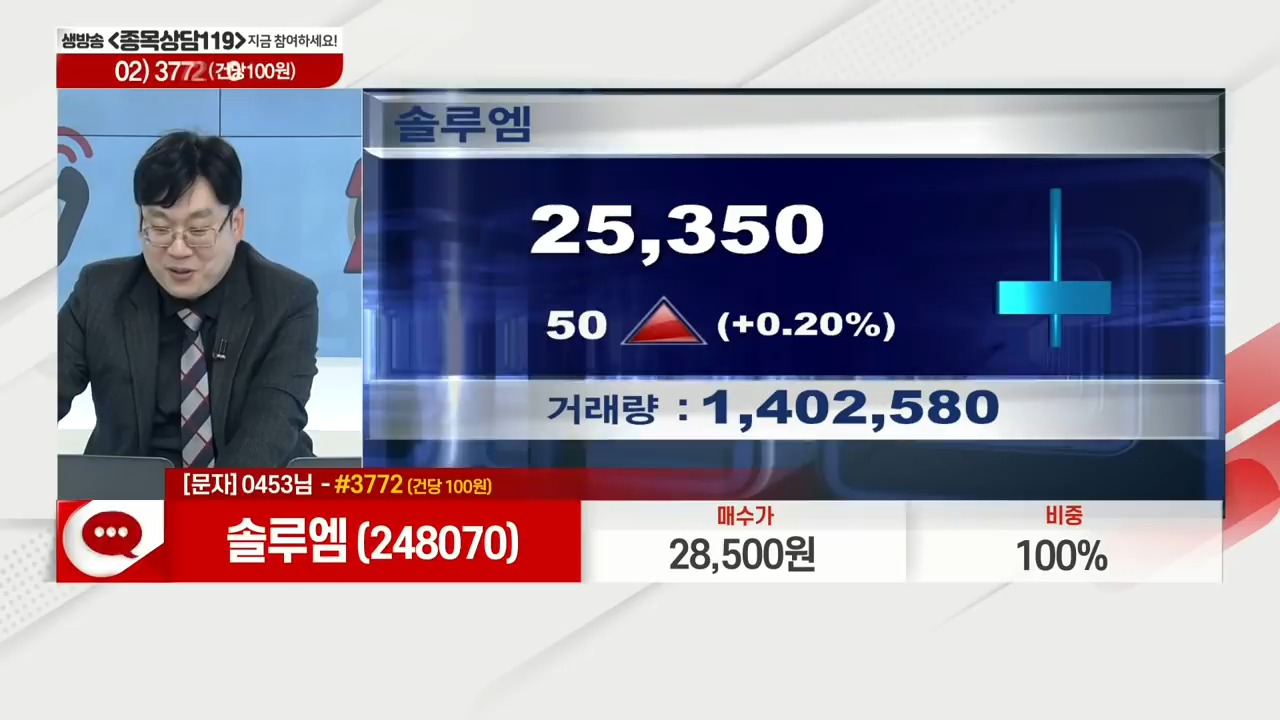 생방송 <종목상담119> 지금 참여하세요!
02) 3772 (건당 100원)
솔루엠
25,350
50 (+0.20%)
거래량 : 1,402,580
[문자] 0453님 - #3772 (건당 100원)
솔루엠 (248070)
매수가
28,500원
비중
100%